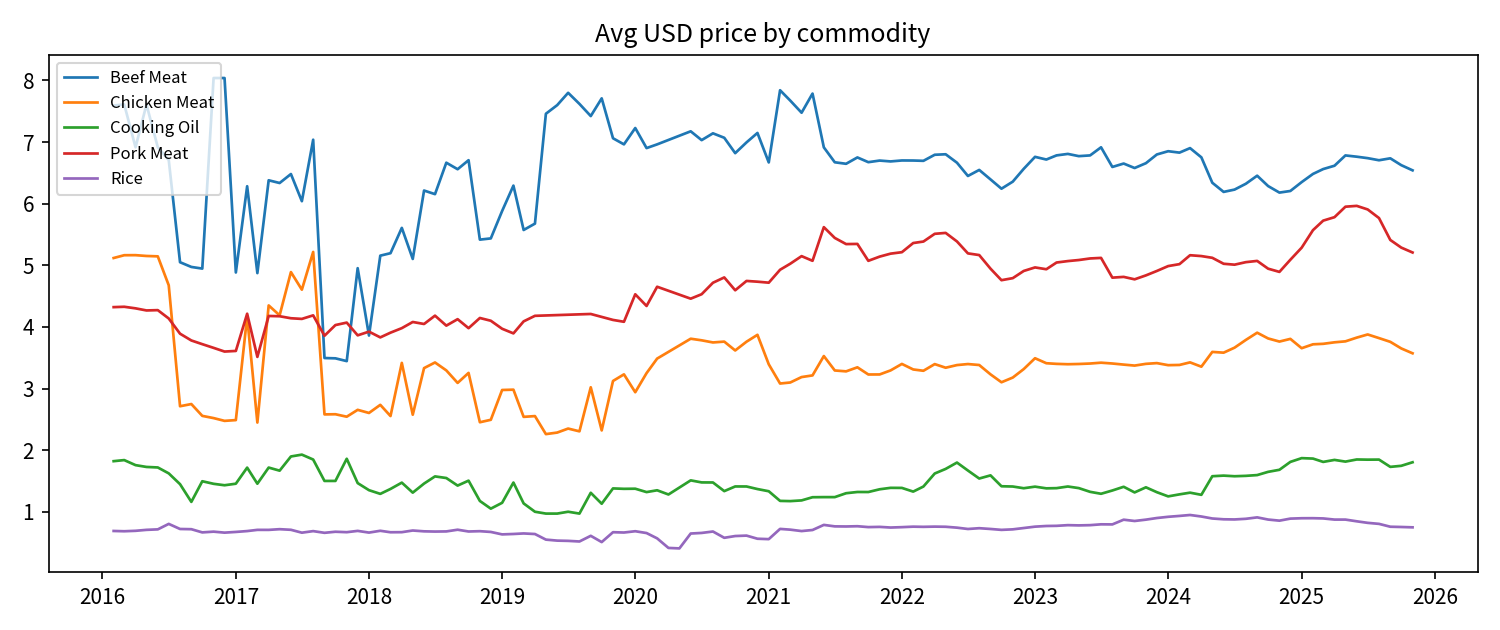 Avg USD price by commodity
Beef Meat
Chicken Meat
Cooking Oil
Pork Meat
Rice
8
7
6
5
4
3
2
1
2016 2017 2018 2019 2020 2021 2022 2023 2024 2025 2026